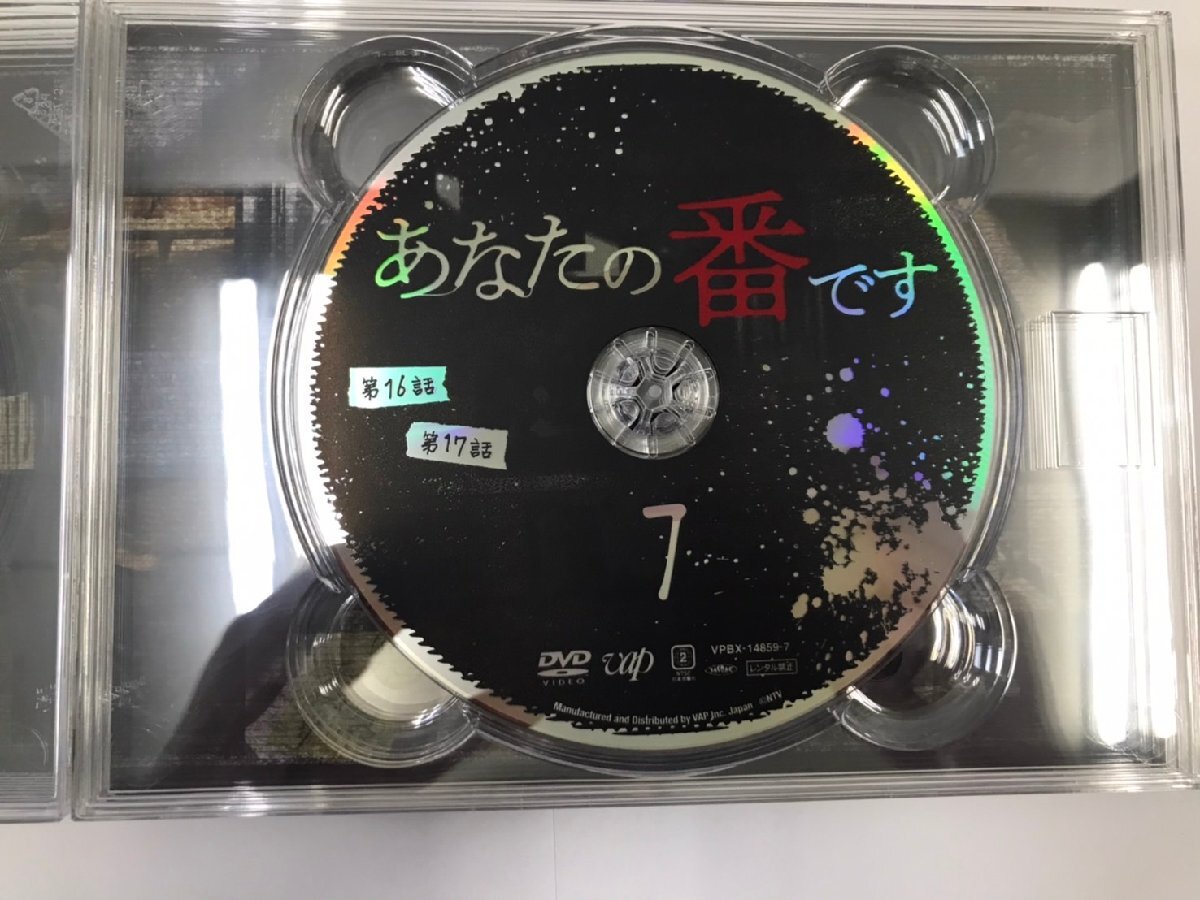 あなたの番です
第16話
第17話
7
DVD VIDEO vap 2 NTSC VPBX-14859-7 レンタル禁止
Manufactured and Distributed by VAP Inc. Japan ©NTV